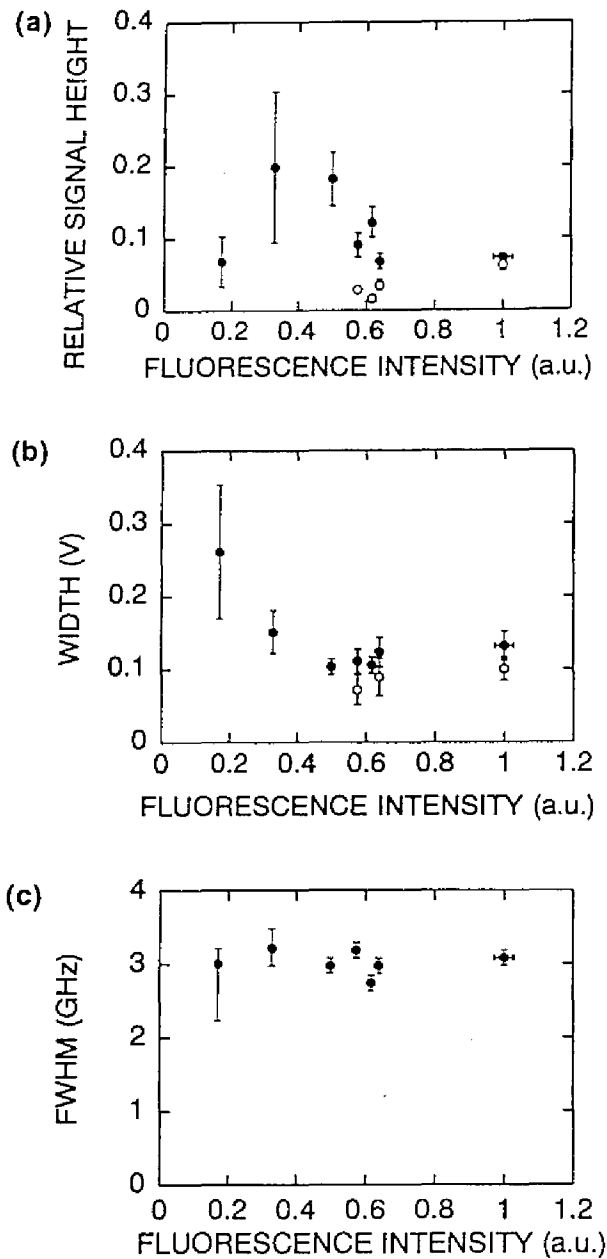 (a)
RELATIVE SIGNAL HEIGHT
0.4
0.3
0.2
0.1
0
0 0.2 0.4 0.6 0.8 1 1.2
FLUORESCENCE INTENSITY (a.u.)
(b)
WIDTH (V)
0.4
0.3
0.2
0.1
0
0 0.2 0.4 0.6 0.8 1 1.2
FLUORESCENCE INTENSITY (a.u.)
(c)
FWHM (GHz)
4
3
2
1
0
0 0.2 0.4 0.6 0.8 1 1.2
FLUORESCENCE INTENSITY (a.u.)